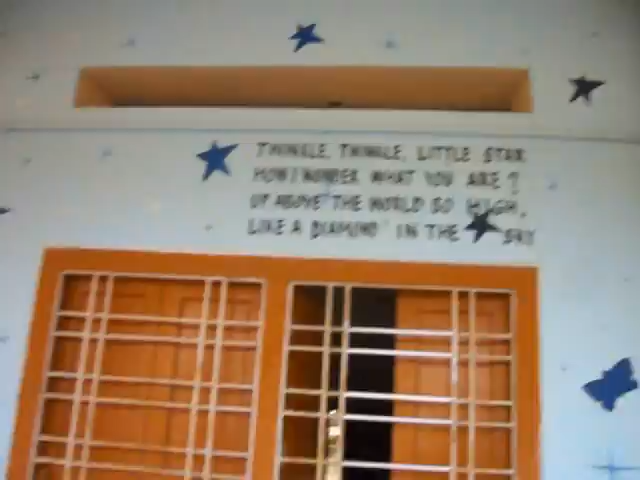 TWINKLE, TWINKLE, LITTLE STAR
HOW I WONDER WHAT YOU ARE?
UP ABOVE THE WORLD SO HIGH,
LIKE A DIAMOND IN THE SKY